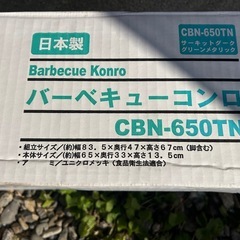 日本製
CBN-650TN
サーキットダーク
グリーンメタリック
Barbecue Konro
バーベキューコンロ
CBN-650TN
・組立サイズ/(約)幅83.5×奥行47×高さ67cm(脚含む)
・本体サイズ/(約)幅65×奥行33×高さ13.5cm
ミ/ユニクロメッキ(食品衛生法適合)